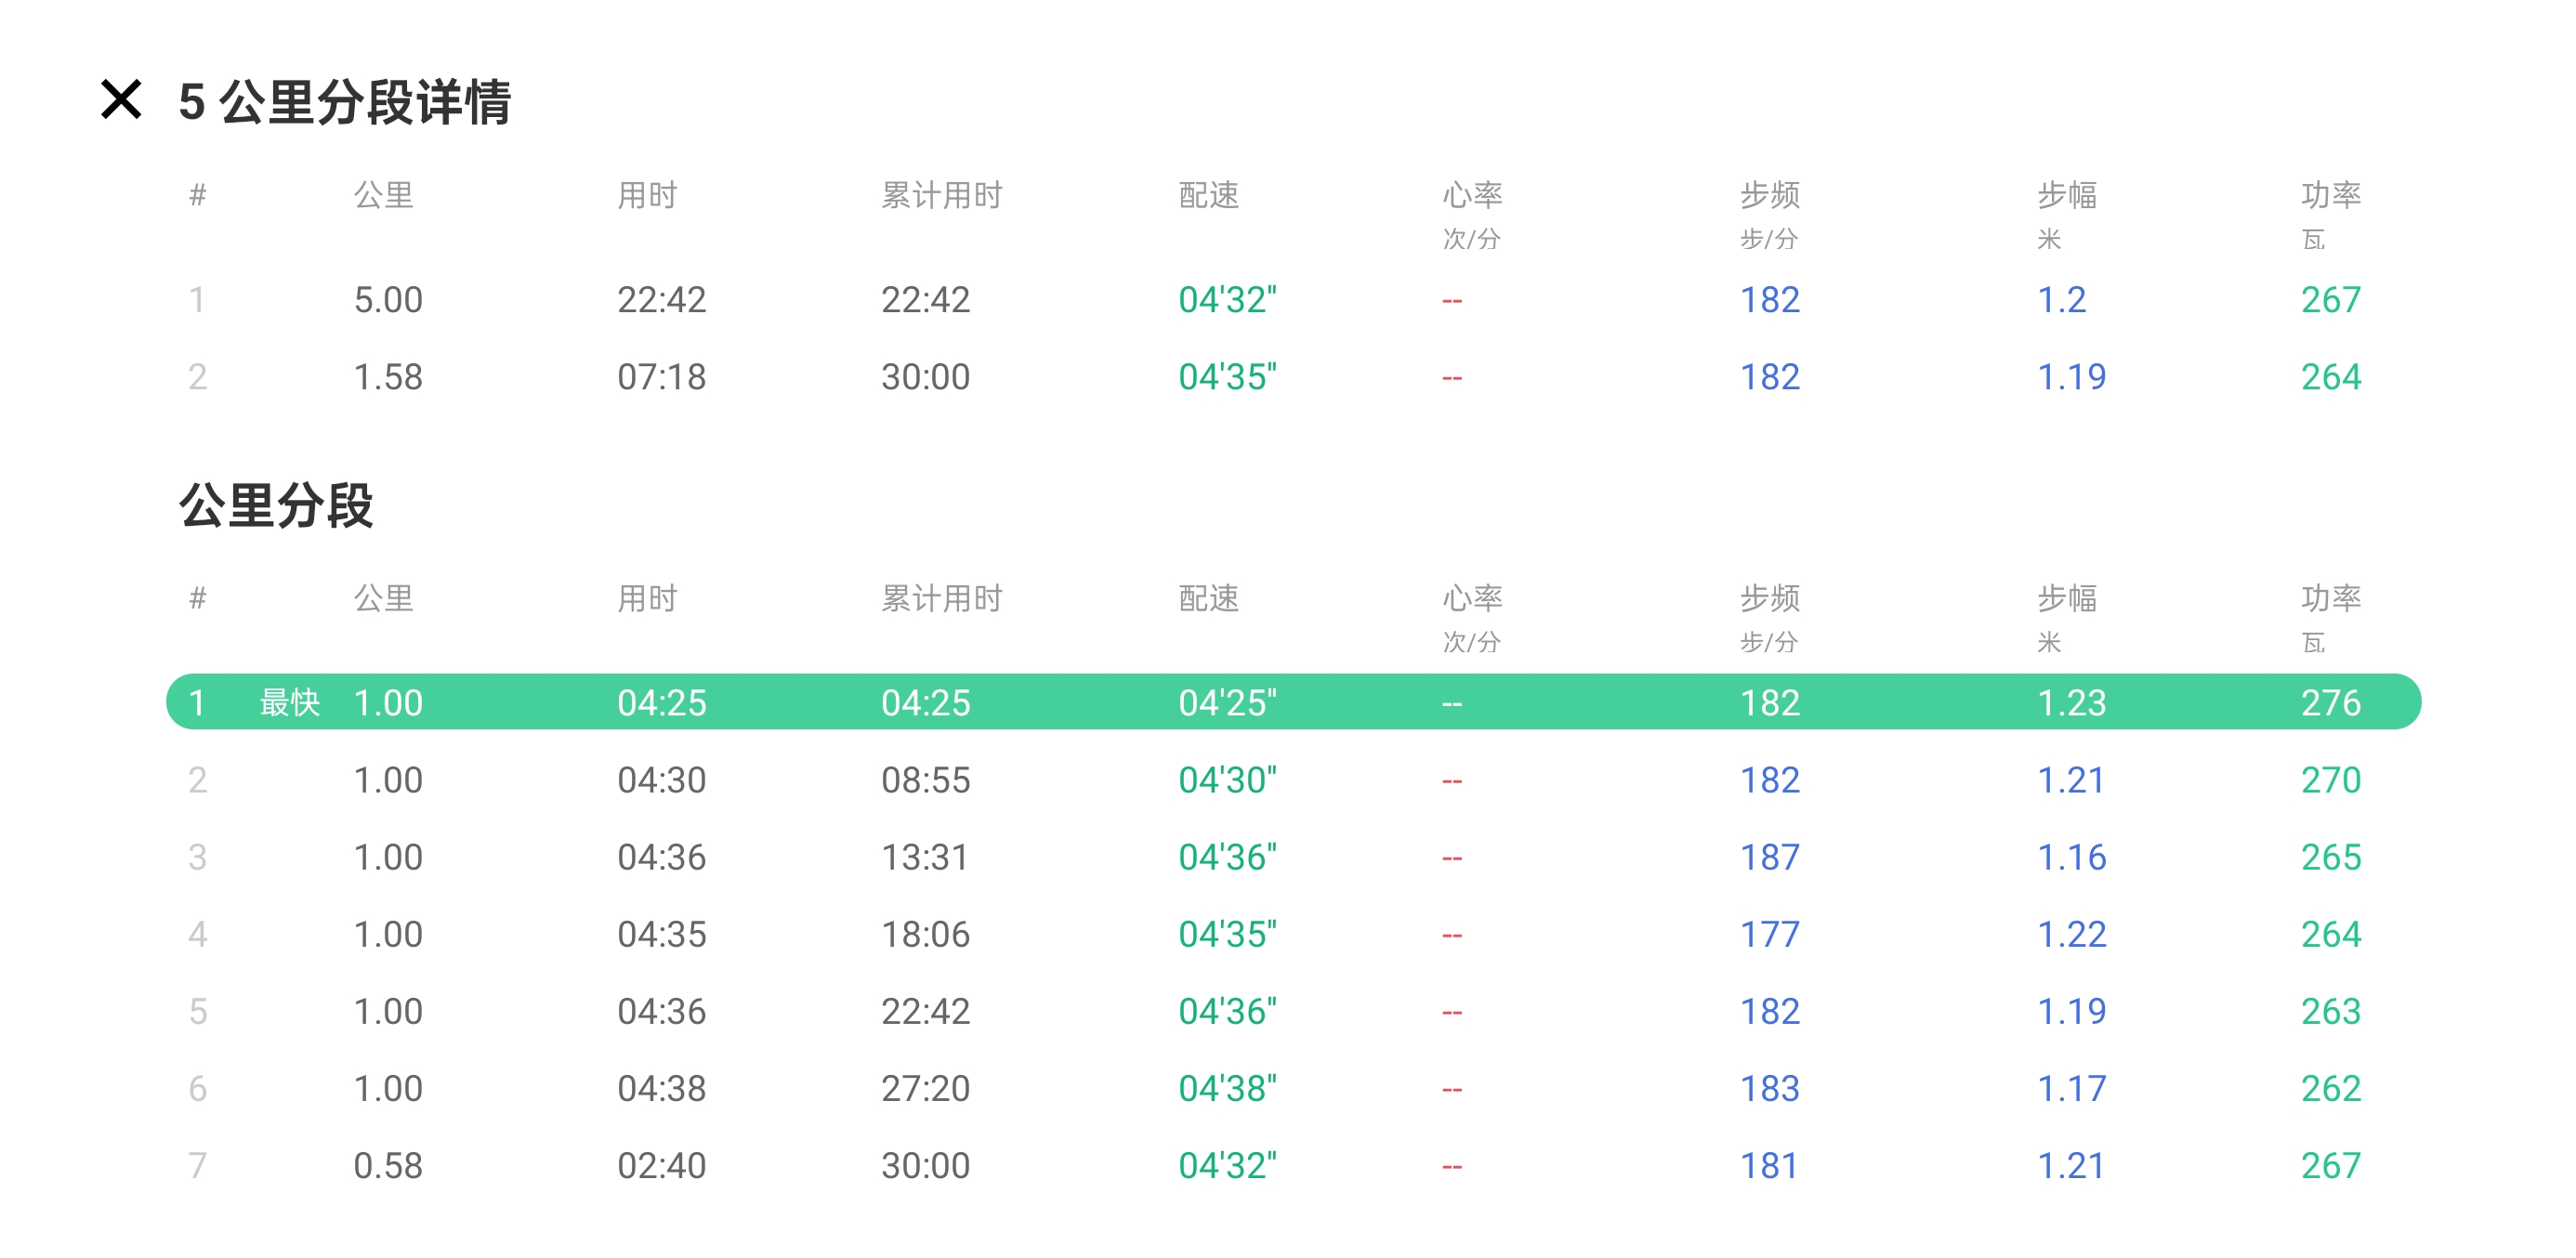 5 公里分段详情
# 公里 用时 累计用时 配速 心率 步频 步幅 功率
次/分 步/分 米 瓦
1 5.00 22:42 22:42 04'32" -- 182 1.2 267
2 1.58 07:18 30:00 04'35" -- 182 1.19 264
公里分段
# 公里 用时 累计用时 配速 心率 步频 步幅 功率
次/分 步/分 米 瓦
1 最快 1.00 04:25 04:25 04'25" -- 182 1.23 276
2 1.00 04:30 08:55 04'30" -- 182 1.21 270
3 1.00 04:36 13:31 04'36" -- 187 1.16 265
4 1.00 04:35 18:06 04'35" -- 177 1.22 264
5 1.00 04:36 22:42 04'36" -- 182 1.19 263
6 1.00 04:38 27:20 04'38" -- 183 1.17 262
7 0.58 02:40 30:00 04'32" -- 181 1.21 267